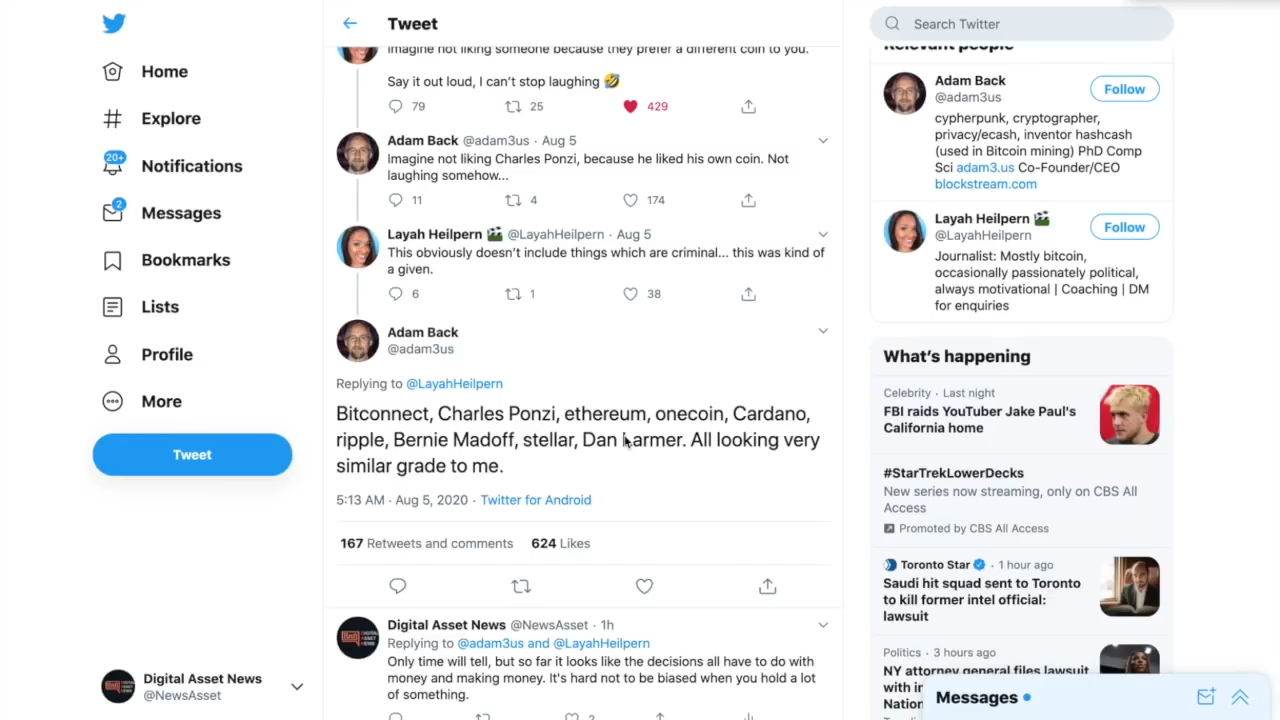 Home
Explore
20+
Notifications
2
Messages
Bookmarks
Lists
Profile
More
Tweet
Digital Asset News
@NewsAsset
Tweet
Imagine not liking someone because they prefer a different coin to you.
Say it out loud, I can't stop laughing 🤣
79 25 429
Adam Back @adam3us · Aug 5
Imagine not liking Charles Ponzi, because he liked his own coin. Not
laughing somehow...
11 4 174
Layah Heilpern 🎬 @LayahHeilpern · Aug 5
This obviously doesn't include things which are criminal... this was kind of
a given.
6 1 38
Adam Back
@adam3us
Replying to @LayahHeilpern
Bitconnect, Charles Ponzi, ethereum, onecoin, Cardano,
ripple, Bernie Madoff, stellar, Dan Larmer. All looking very
similar grade to me.
5:13 AM · Aug 5, 2020 · Twitter for Android
167 Retweets and comments 624 Likes
Digital Asset News @NewsAsset · 1h
Replying to @adam3us and @LayahHeilpern
Only time will tell, but so far it looks like the decisions all have to do with
money and making money. It's hard not to be biased when you hold a lot
of something.
2
Search Twitter
Relevant people
Adam Back
@adam3us
Follow
cypherpunk, cryptographer,
privacy/ecash, inventor hashcash
(used in Bitcoin mining) PhD Comp
Sci adam3.us Co-Founder/CEO
blockstream.com
Layah Heilpern 🎬
@LayahHeilpern
Follow
Journalist: Mostly bitcoin,
occasionally passionately political,
always motivational | Coaching | DM
for enquiries
What's happening
Celebrity · Last night
FBI raids YouTuber Jake Paul's
California home
#StarTrekLowerDecks
New series now streaming, only on CBS All
Access
Promoted by CBS All Access
Toronto Star · 1 hour ago
Saudi hit squad sent to Toronto
to kill former intel official:
lawsuit
Politics · 3 hours ago
NY attorney general files lawsuit
with in
Nation
Messages